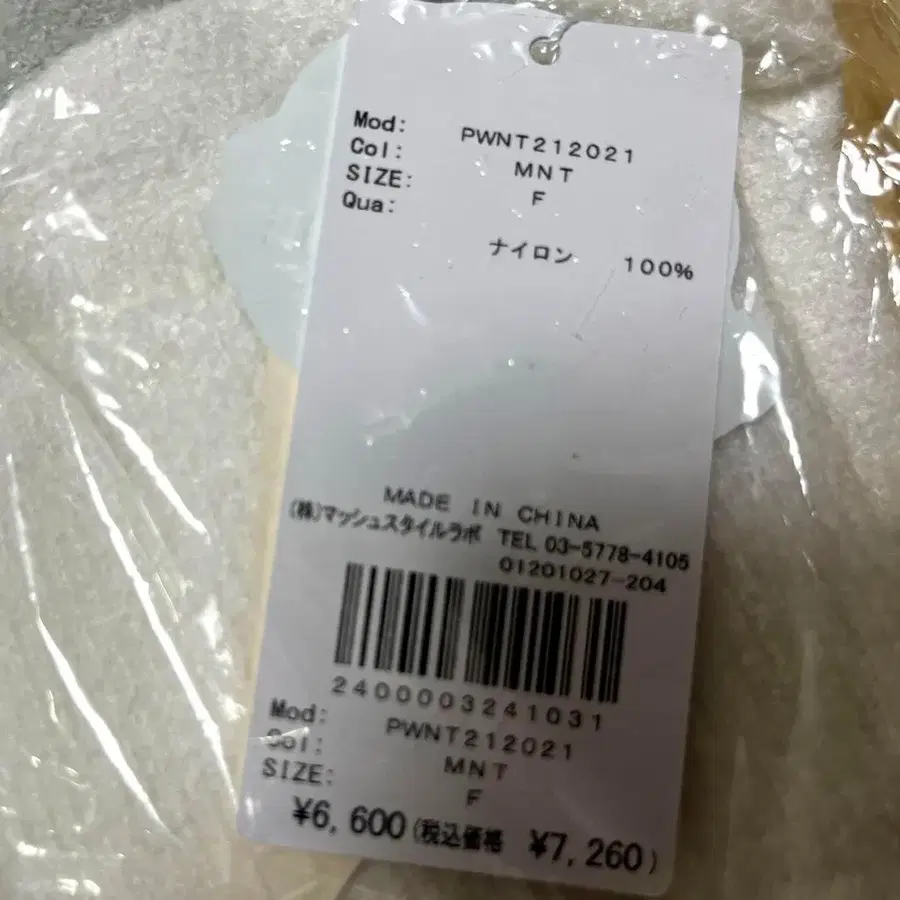 Mod: PWNT212021
Col: MNT
SIZE: F
Qua:
ナイロン 100%
MADE IN CHINA
(株)マッシュスタイルラボ TEL 03-5778-4105
01201027-204
2400003241031
Mod: PWNT212021
Col: MNT
SIZE: F
¥6,600(税込価格 ¥7,260)